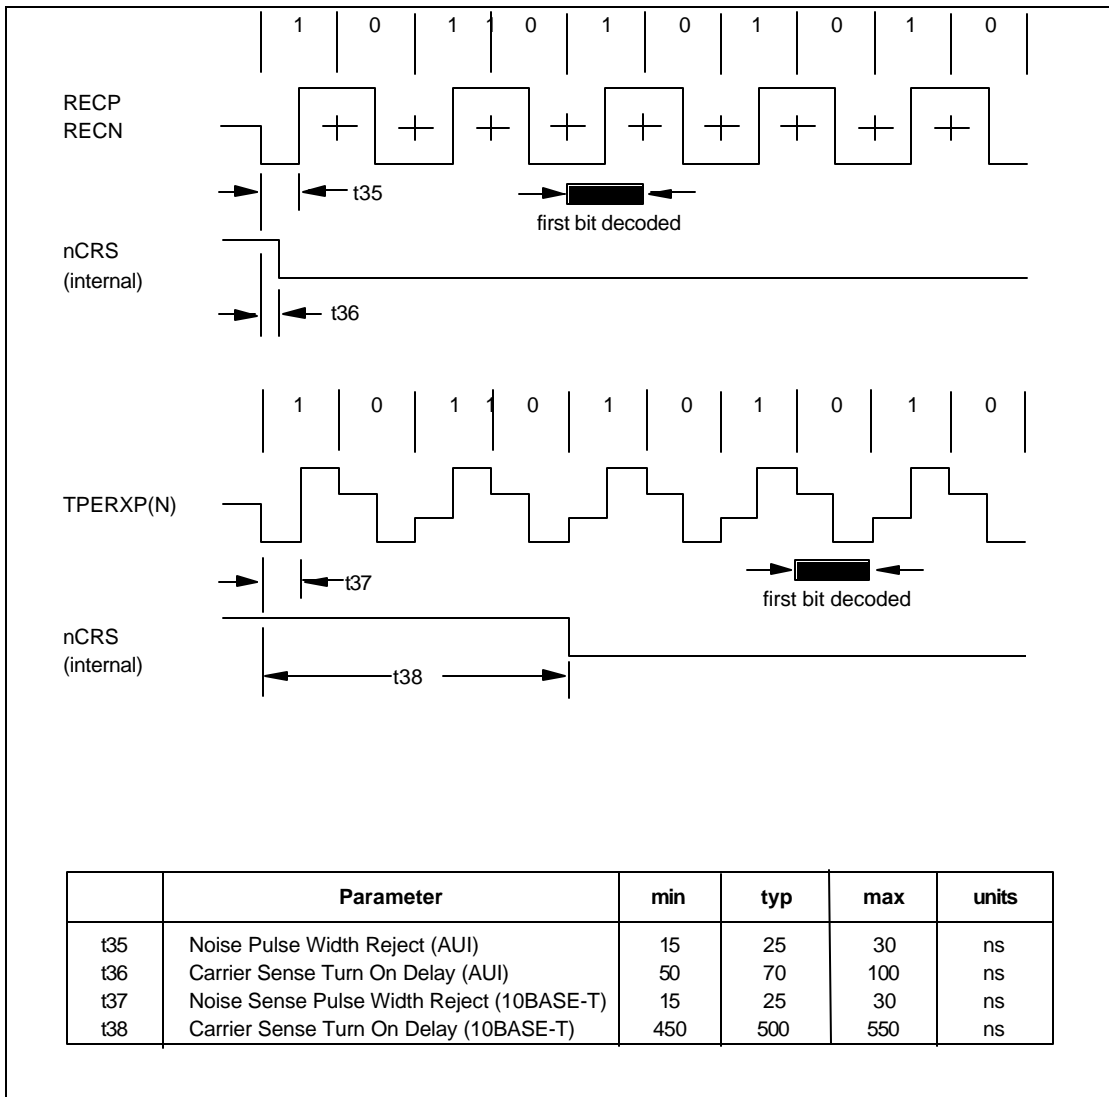 1 0 1 1 0 1 0 1 0 1 0
RECP
RECN
t35
first bit decoded
nCRS
(internal)
t36
1 0 1 1 0 1 0 1 0 1 0
TPERXP(N)
t37
first bit decoded
nCRS
(internal)
t38
Parameter min typ max units
t35 Noise Pulse Width Reject (AUI) 15 25 30 ns
t36 Carrier Sense Turn On Delay (AUI) 50 70 100 ns
t37 Noise Sense Pulse Width Reject (10BASE-T) 15 25 30 ns
t38 Carrier Sense Turn On Delay (10BASE-T) 450 500 550 ns